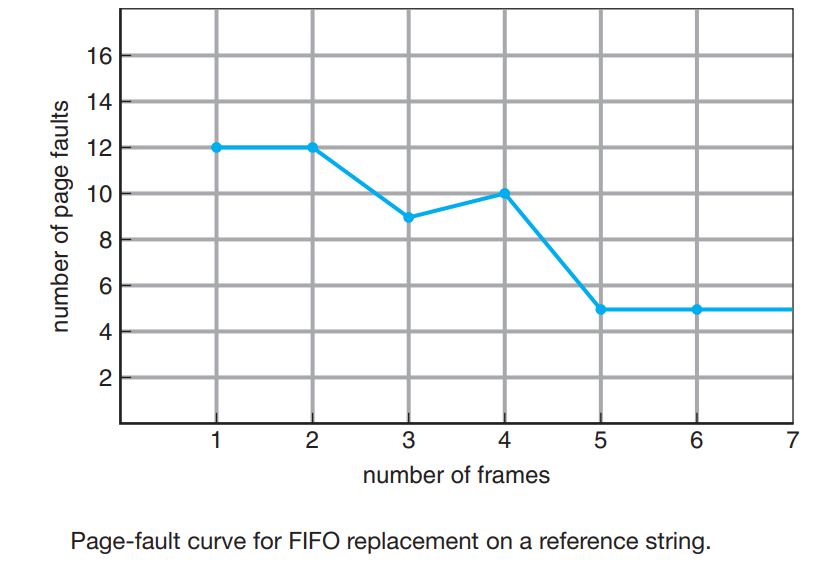 16
14
12
10
8
6
4
2
number of page faults
1 2 3 4 5 6 7
number of frames
Page-fault curve for FIFO replacement on a reference string.